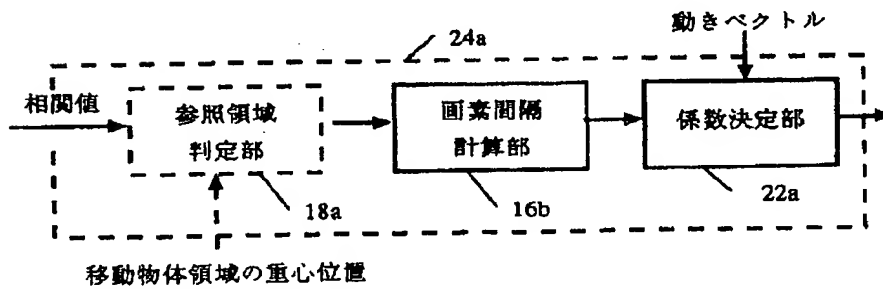 動きベクトル
24a
相関値
参照領域
判定部
画素間隔
計算部
係数決定部
18a
16b
22a
移動物体領域の重心位置